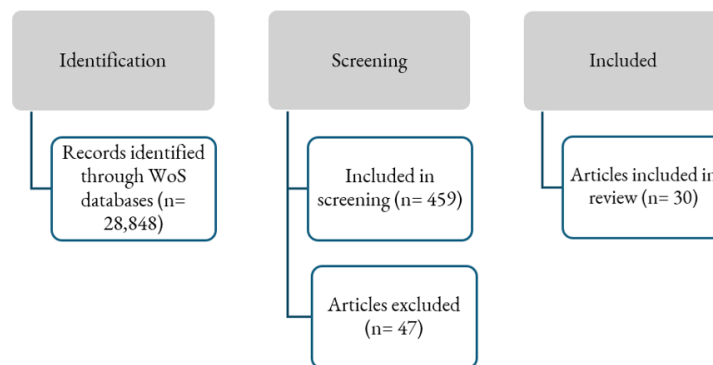 Identification
Records identified
through WoS
databases (n=
28,848)
Screening
Included in
screening (n= 459)
Articles excluded
(n= 47)
Included
Articles included in
review (n= 30)